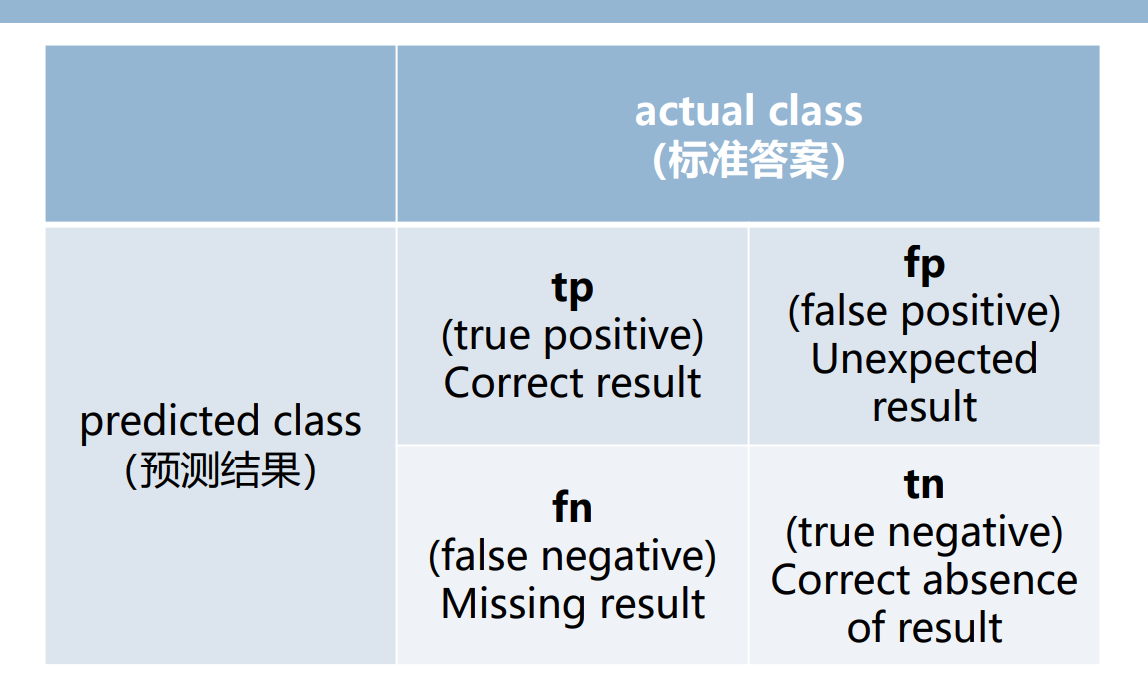 actual class
（标准答案）
tp
(true positive)
Correct result
fp
(false positive)
Unexpected
result
predicted class
（预测结果）
fn
(false negative)
Missing result
tn
(true negative)
Correct absence
of result